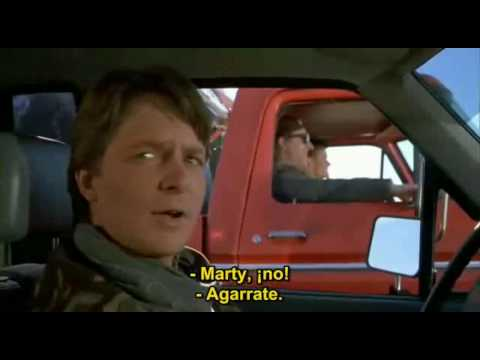 - Marty, ¡no!
- Agarrate.